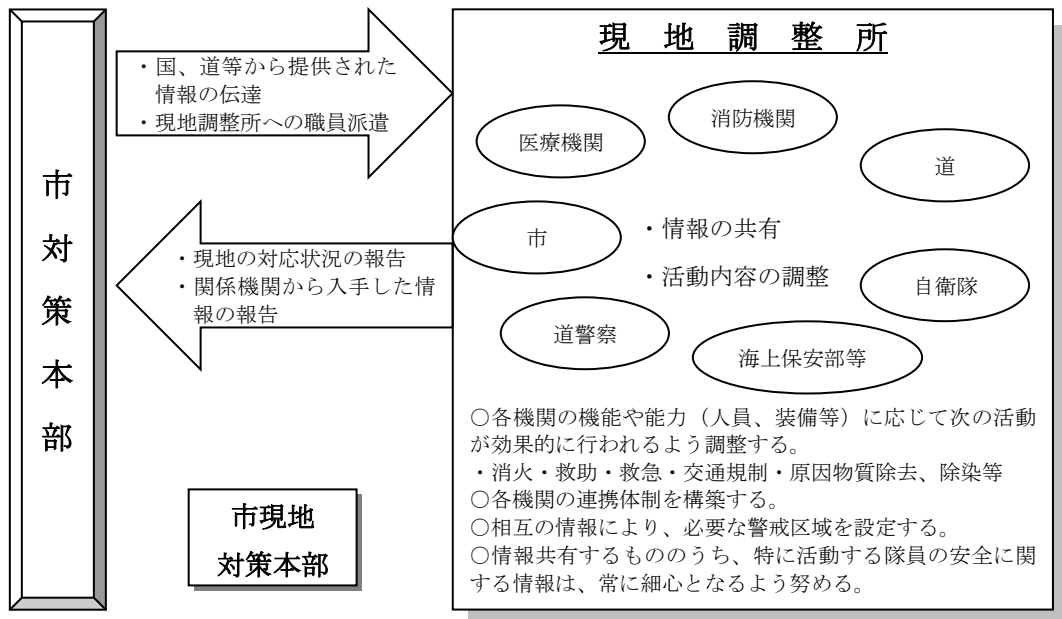 市対策本部
・国、道等から提供された
情報の伝達
・現地調整所への職員派遣
・現地の対応状況の報告
・関係機関から入手した情
報の報告
市現地
対策本部
現地調整所
医療機関
消防機関
道
市
・情報の共有
・活動内容の調整
自衛隊
道警察
海上保安部等
○各機関の機能や能力（人員、装備等）に応じて次の活動
が効果的に行われるよう調整する。
・消火・救助・救急・交通規制・原因物質除去、除染等
○各機関の連携体制を構築する。
○相互の情報により、必要な警戒区域を設定する。
○情報共有するもののうち、特に活動する隊員の安全に関
する情報は、常に細心となるよう努める。